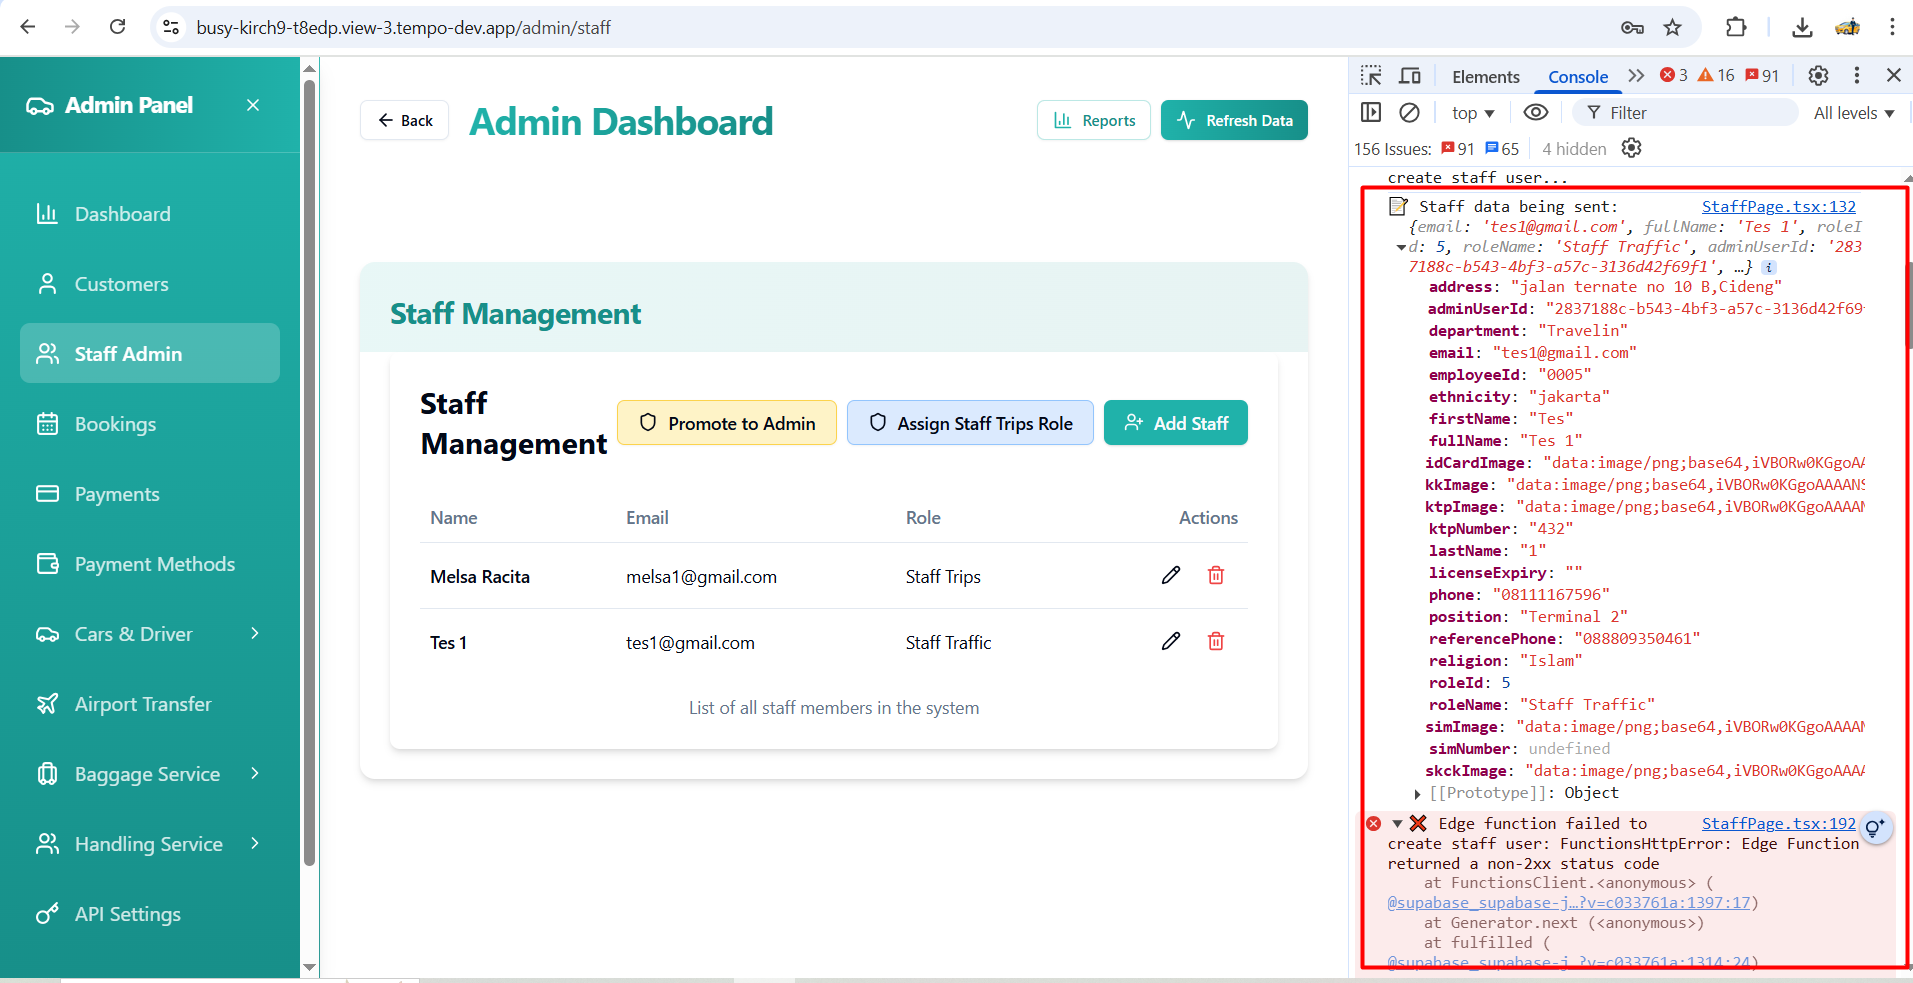 busy-kirch9-t8edp.view-3.tempo-dev.app/admin/staff
Admin Panel
Dashboard
Customers
Staff Admin
Bookings
Payments
Payment Methods
Cars & Driver
Airport Transfer
Baggage Service
Handling Service
API Settings
Back
Admin Dashboard
Reports
Refresh Data
Staff Management
Staff Management
Promote to Admin
Assign Staff Trips Role
Add Staff
Name Email Role Actions
Melsa Racita melsa1@gmail.com Staff Trips
Tes 1 tes1@gmail.com Staff Traffic
List of all staff members in the system
Elements Console 3 16 91
top Filter All levels
156 Issues: 91 65 4 hidden
create staff user...
Staff data being sent: StaffPage.tsx:132
{email: 'tes1@gmail.com', fullName: 'Tes 1', roleI
d: 5, roleName: 'Staff Traffic', adminUserId: '283
7188c-b543-4bf3-a57c-3136d42f69f1', …} i
address: "jalan ternate no 10 B,Cideng"
adminUserId: "2837188c-b543-4bf3-a57c-3136d42f69
department: "Travelin"
email: "tes1@gmail.com"
employeeId: "0005"
ethnicity: "jakarta"
firstName: "Tes"
fullName: "Tes 1"
idCardImage: "data:image/png;base64,iVBORw0KGgoAA
kkImage: "data:image/png;base64,iVBORw0KGgoAAAANS
ktpImage: "data:image/png;base64,iVBORw0KGgoAAAAN
ktpNumber: "432"
lastName: "1"
licenseExpiry: ""
phone: "08111167596"
position: "Terminal 2"
referencePhone: "088809350461"
religion: "Islam"
roleId: 5
roleName: "Staff Traffic"
simImage: "data:image/png;base64,iVBORw0KGgoAAAAN
simNumber: undefined
skckImage: "data:image/png;base64,iVBORw0KGgoAAAA
[[Prototype]]: Object
Edge function failed to StaffPage.tsx:192
create staff user: FunctionsHttpError: Edge Function
returned a non-2xx status code
at FunctionsClient.<anonymous> (
@supabase_supabase-j…?v=c033761a:1397:17)
at Generator.next (<anonymous>)
at fulfilled (
@supabase_supabase-j…?v=c033761a:1314:24)